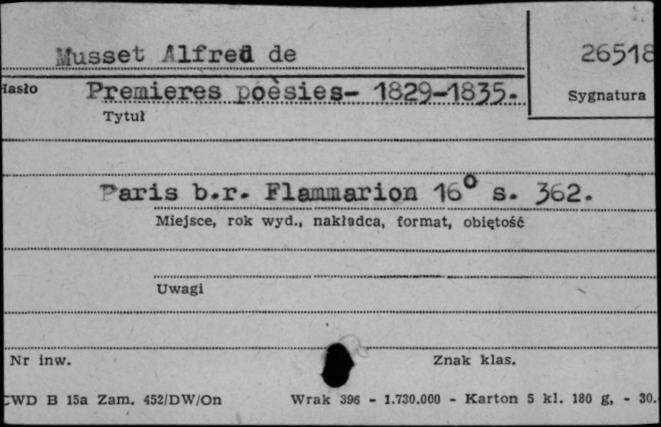 Musset Alfred de
26518
Hasło
Premieres poèsies- 1829-1835.
Sygnatura
Tytuł
Paris b.r. Flammarion 16° s. 362.
Miejsce, rok wyd., nakładca, format, objętość
Uwagi
Nr inw.
Znak klas.
CWD B 15a Zam. 452/DW/On
Wrak 396 - 1.730.000 - Karton 5 kl. 180 g, - 30.